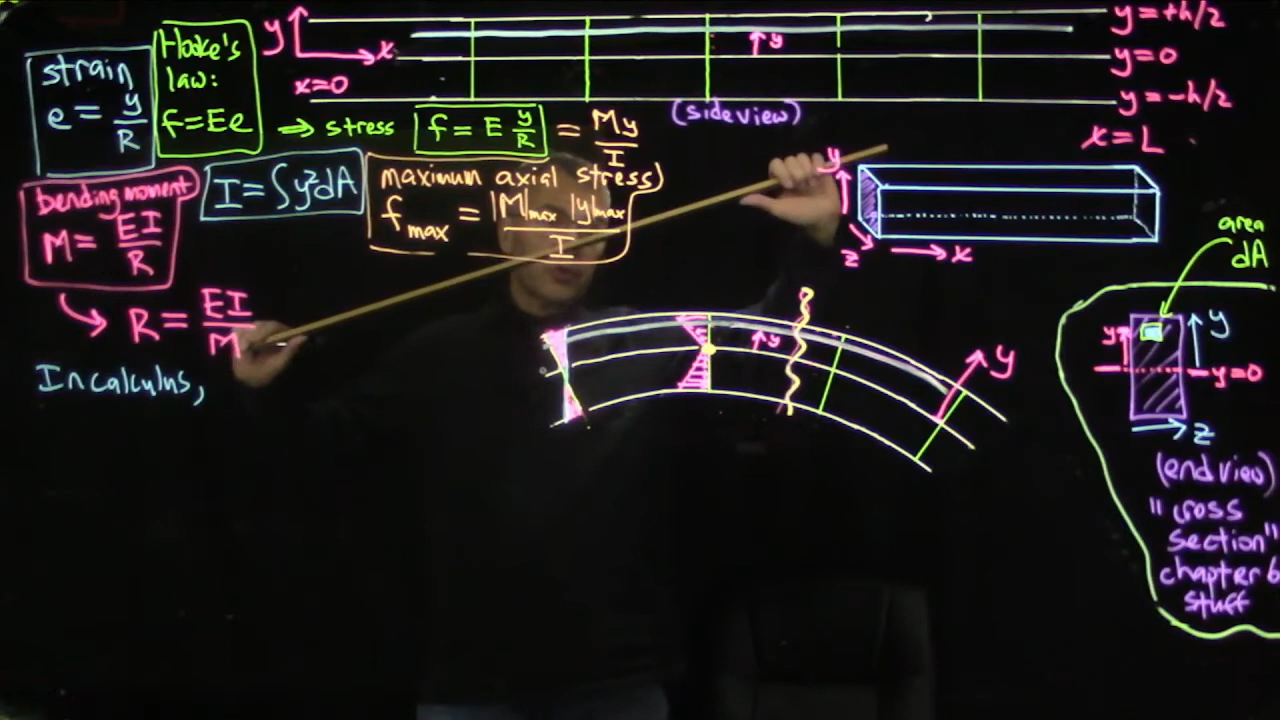 y
x
x=0
y=+h/2
y=0
y=-h/2
x=L
y
(sideview)
strain
e = y/R
Hooke's
law:
f=Ee
⇒ stress f = E y/R = My/I
bending moment
M = EI/R
I = ∫y²dA
maximum axial stress
f max = |M|max |y|max / I
→ R = EI/M
In calculus,
y
z
x
y
y
area
dA
y
y
y=0
z
(end view)
"cross
section"
chapter 6
stuff